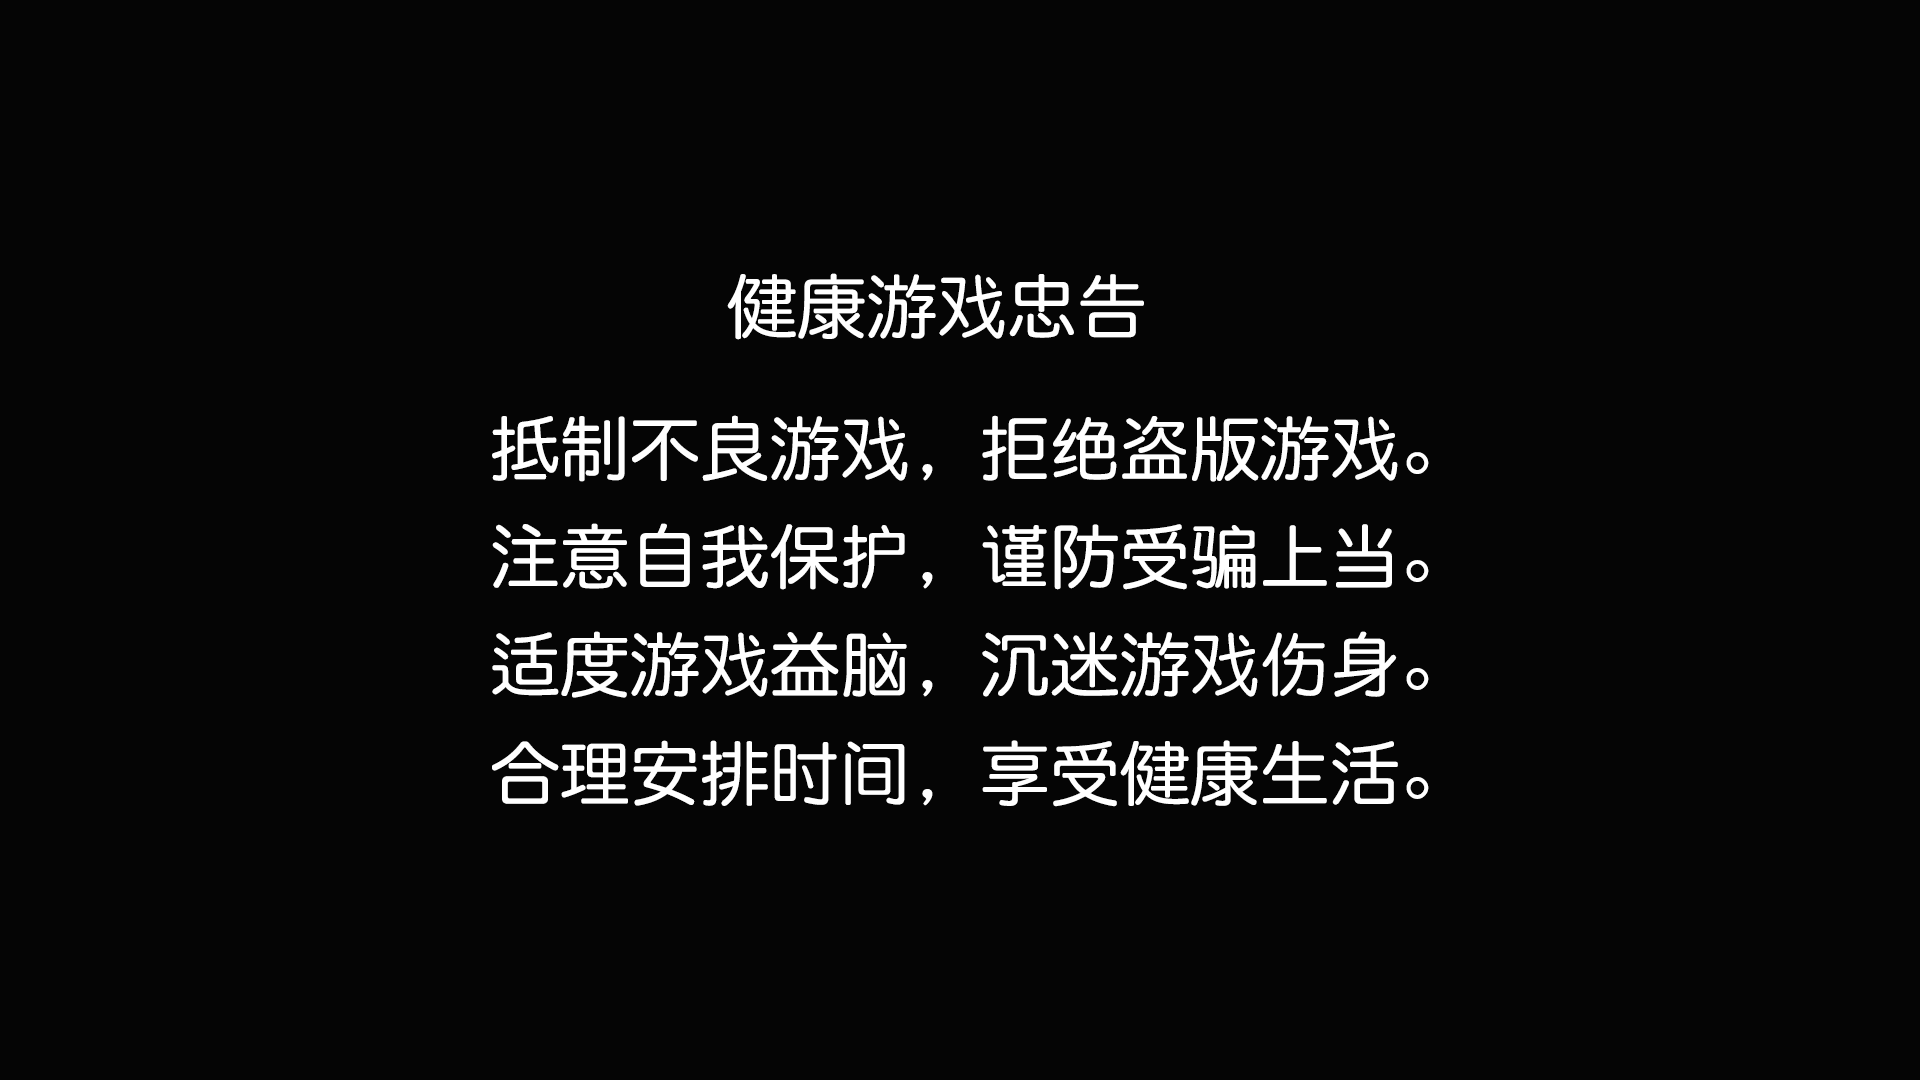 健康游戏忠告
抵制不良游戏，拒绝盗版游戏。
注意自我保护，谨防受骗上当。
适度游戏益脑，沉迷游戏伤身。
合理安排时间，享受健康生活。